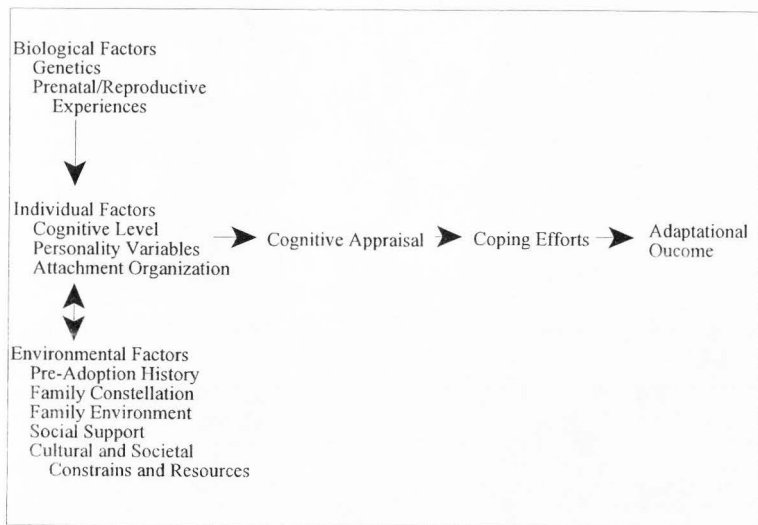 Biological Factors
Genetics
Prenatal/Reproductive
Experiences
Individual Factors
Cognitive Level
Personality Variables
Attachment Organization
Cognitive Appraisal
Coping Efforts
Adaptational
Oucome
Environmental Factors
Pre-Adoption History
Family Constellation
Family Environment
Social Support
Cultural and Societal
Constrains and Resources